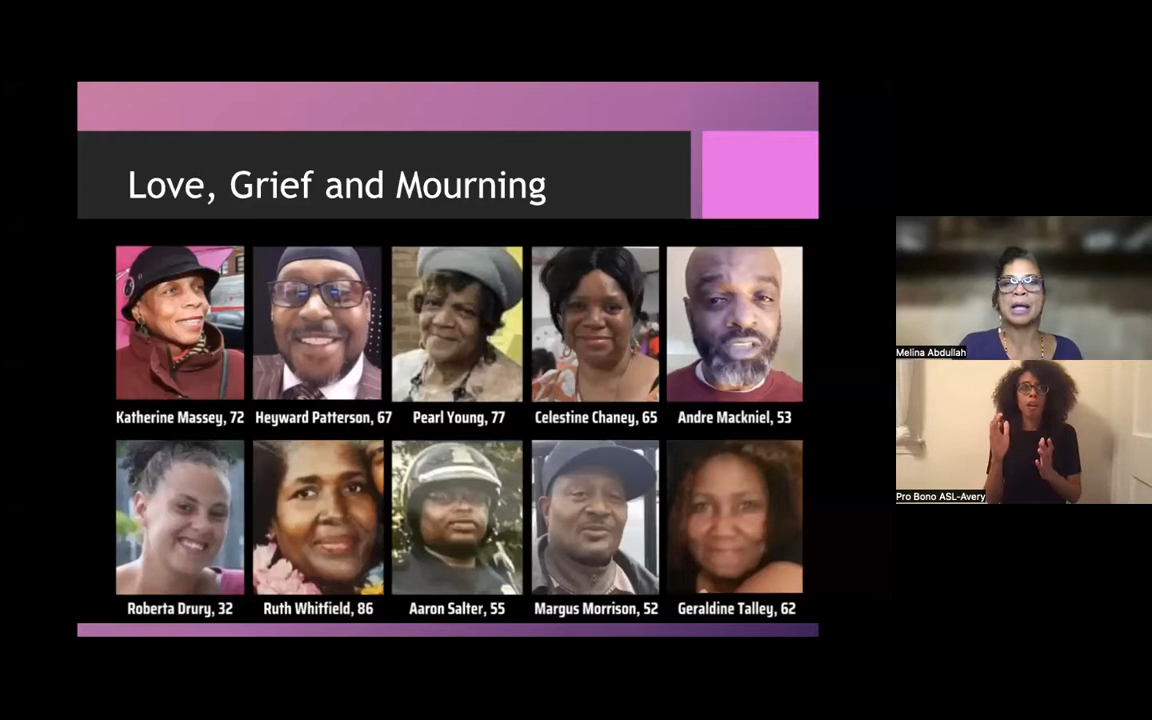 Love, Grief and Mourning
Katherine Massey, 72
Heyward Patterson, 67
Pearl Young, 77
Celestine Chaney, 65
Andre Mackniel, 53
Roberta Drury, 32
Ruth Whitfield, 86
Aaron Salter, 55
Margus Morrison, 52
Geraldine Talley, 62
Melina Abdullah
Pro Bono ASL-Avery